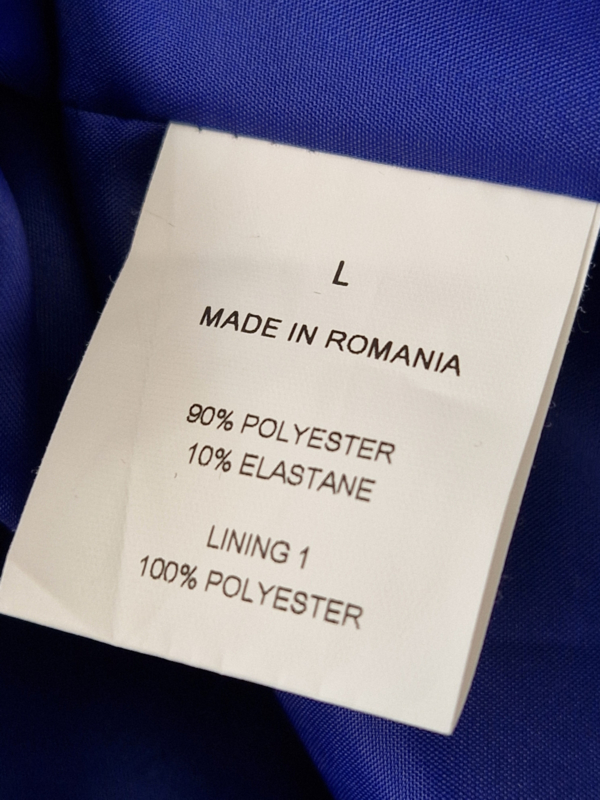 L
MADE IN ROMANIA
90% POLYESTER
10% ELASTANE
LINING 1
100% POLYESTER